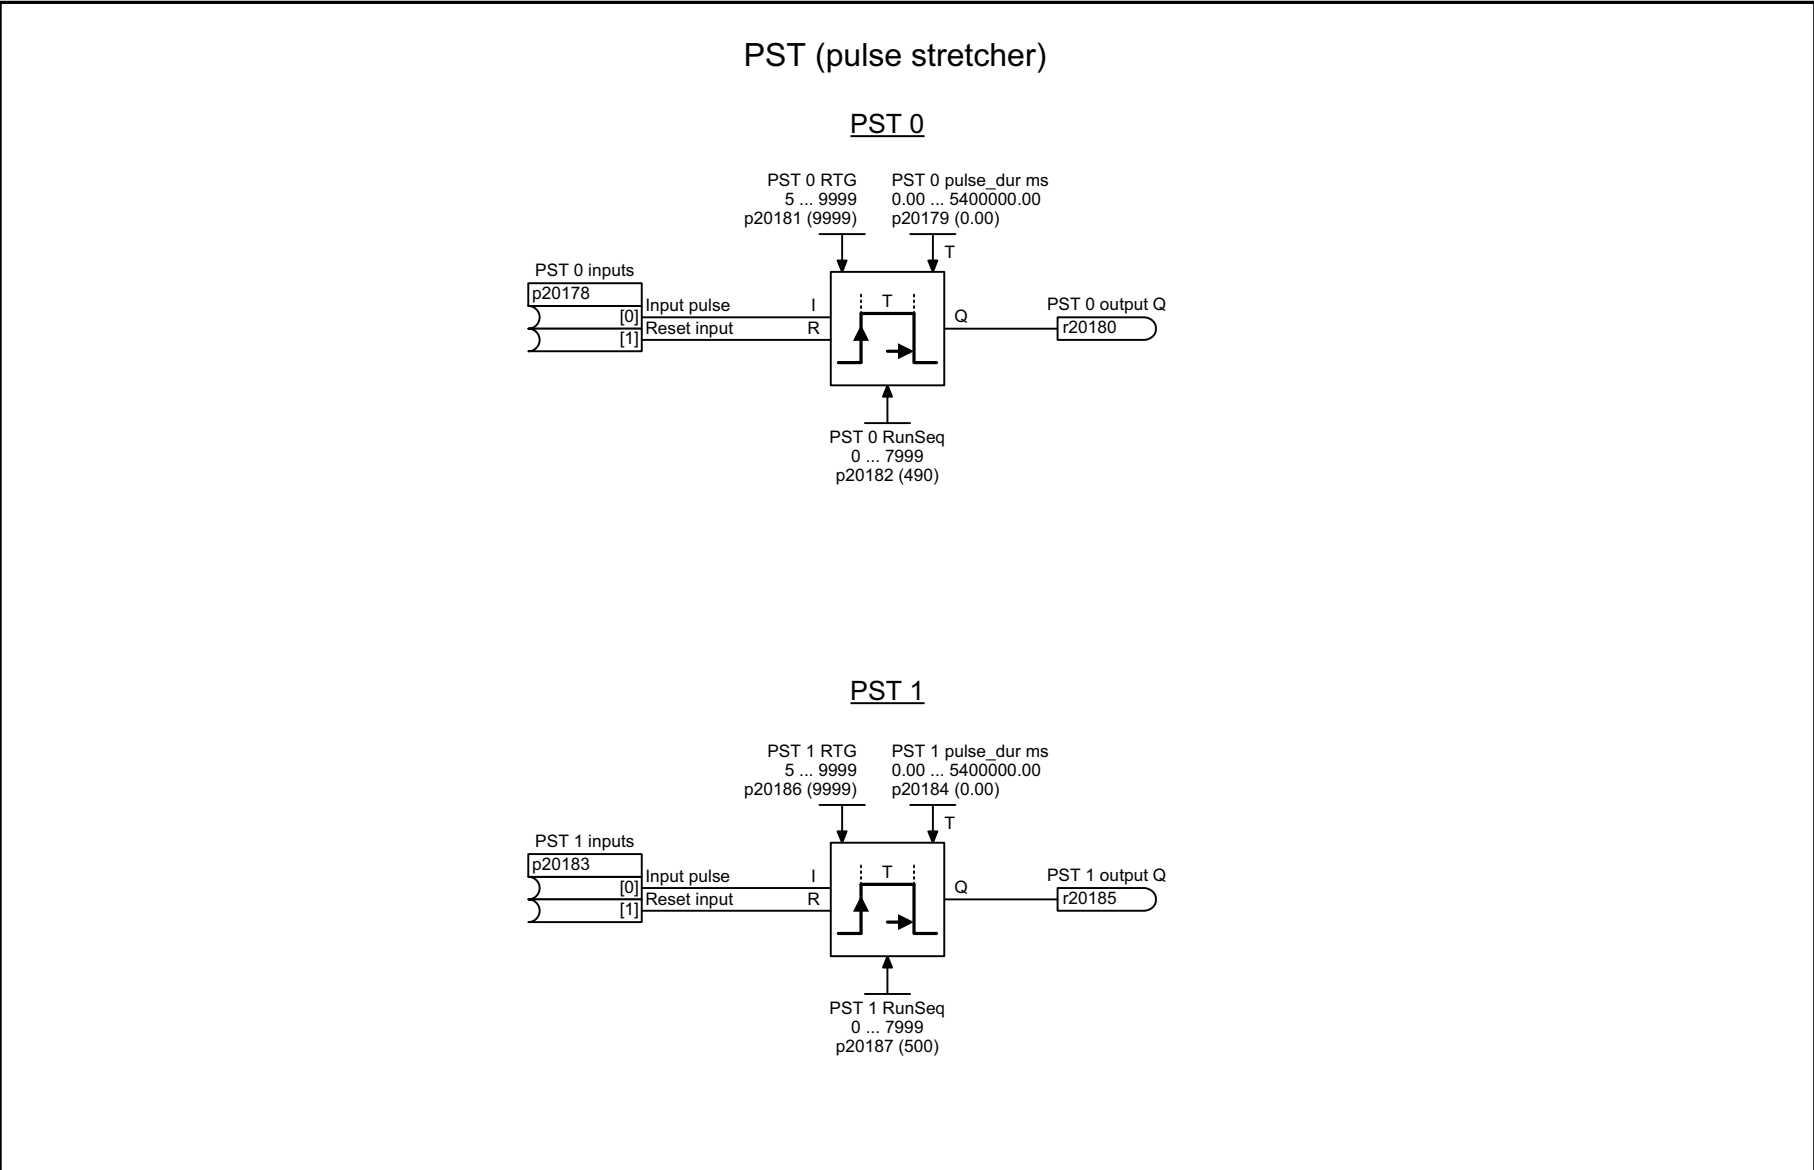 PST (pulse stretcher)
PST 0
PST 0 RTG
5 ... 9999
p20181 (9999)
PST 0 pulse_dur ms
0.00 ... 5400000.00
p20179 (0.00)
T
PST 0 inputs
p20178
[0]
[1]
Input pulse
Reset input
I
R
T
Q
PST 0 output Q
r20180
PST 0 RunSeq
0 ... 7999
p20182 (490)
PST 1
PST 1 RTG
5 ... 9999
p20186 (9999)
PST 1 pulse_dur ms
0.00 ... 5400000.00
p20184 (0.00)
T
PST 1 inputs
p20183
[0]
[1]
Input pulse
Reset input
I
R
T
Q
PST 1 output Q
r20185
PST 1 RunSeq
0 ... 7999
p20187 (500)